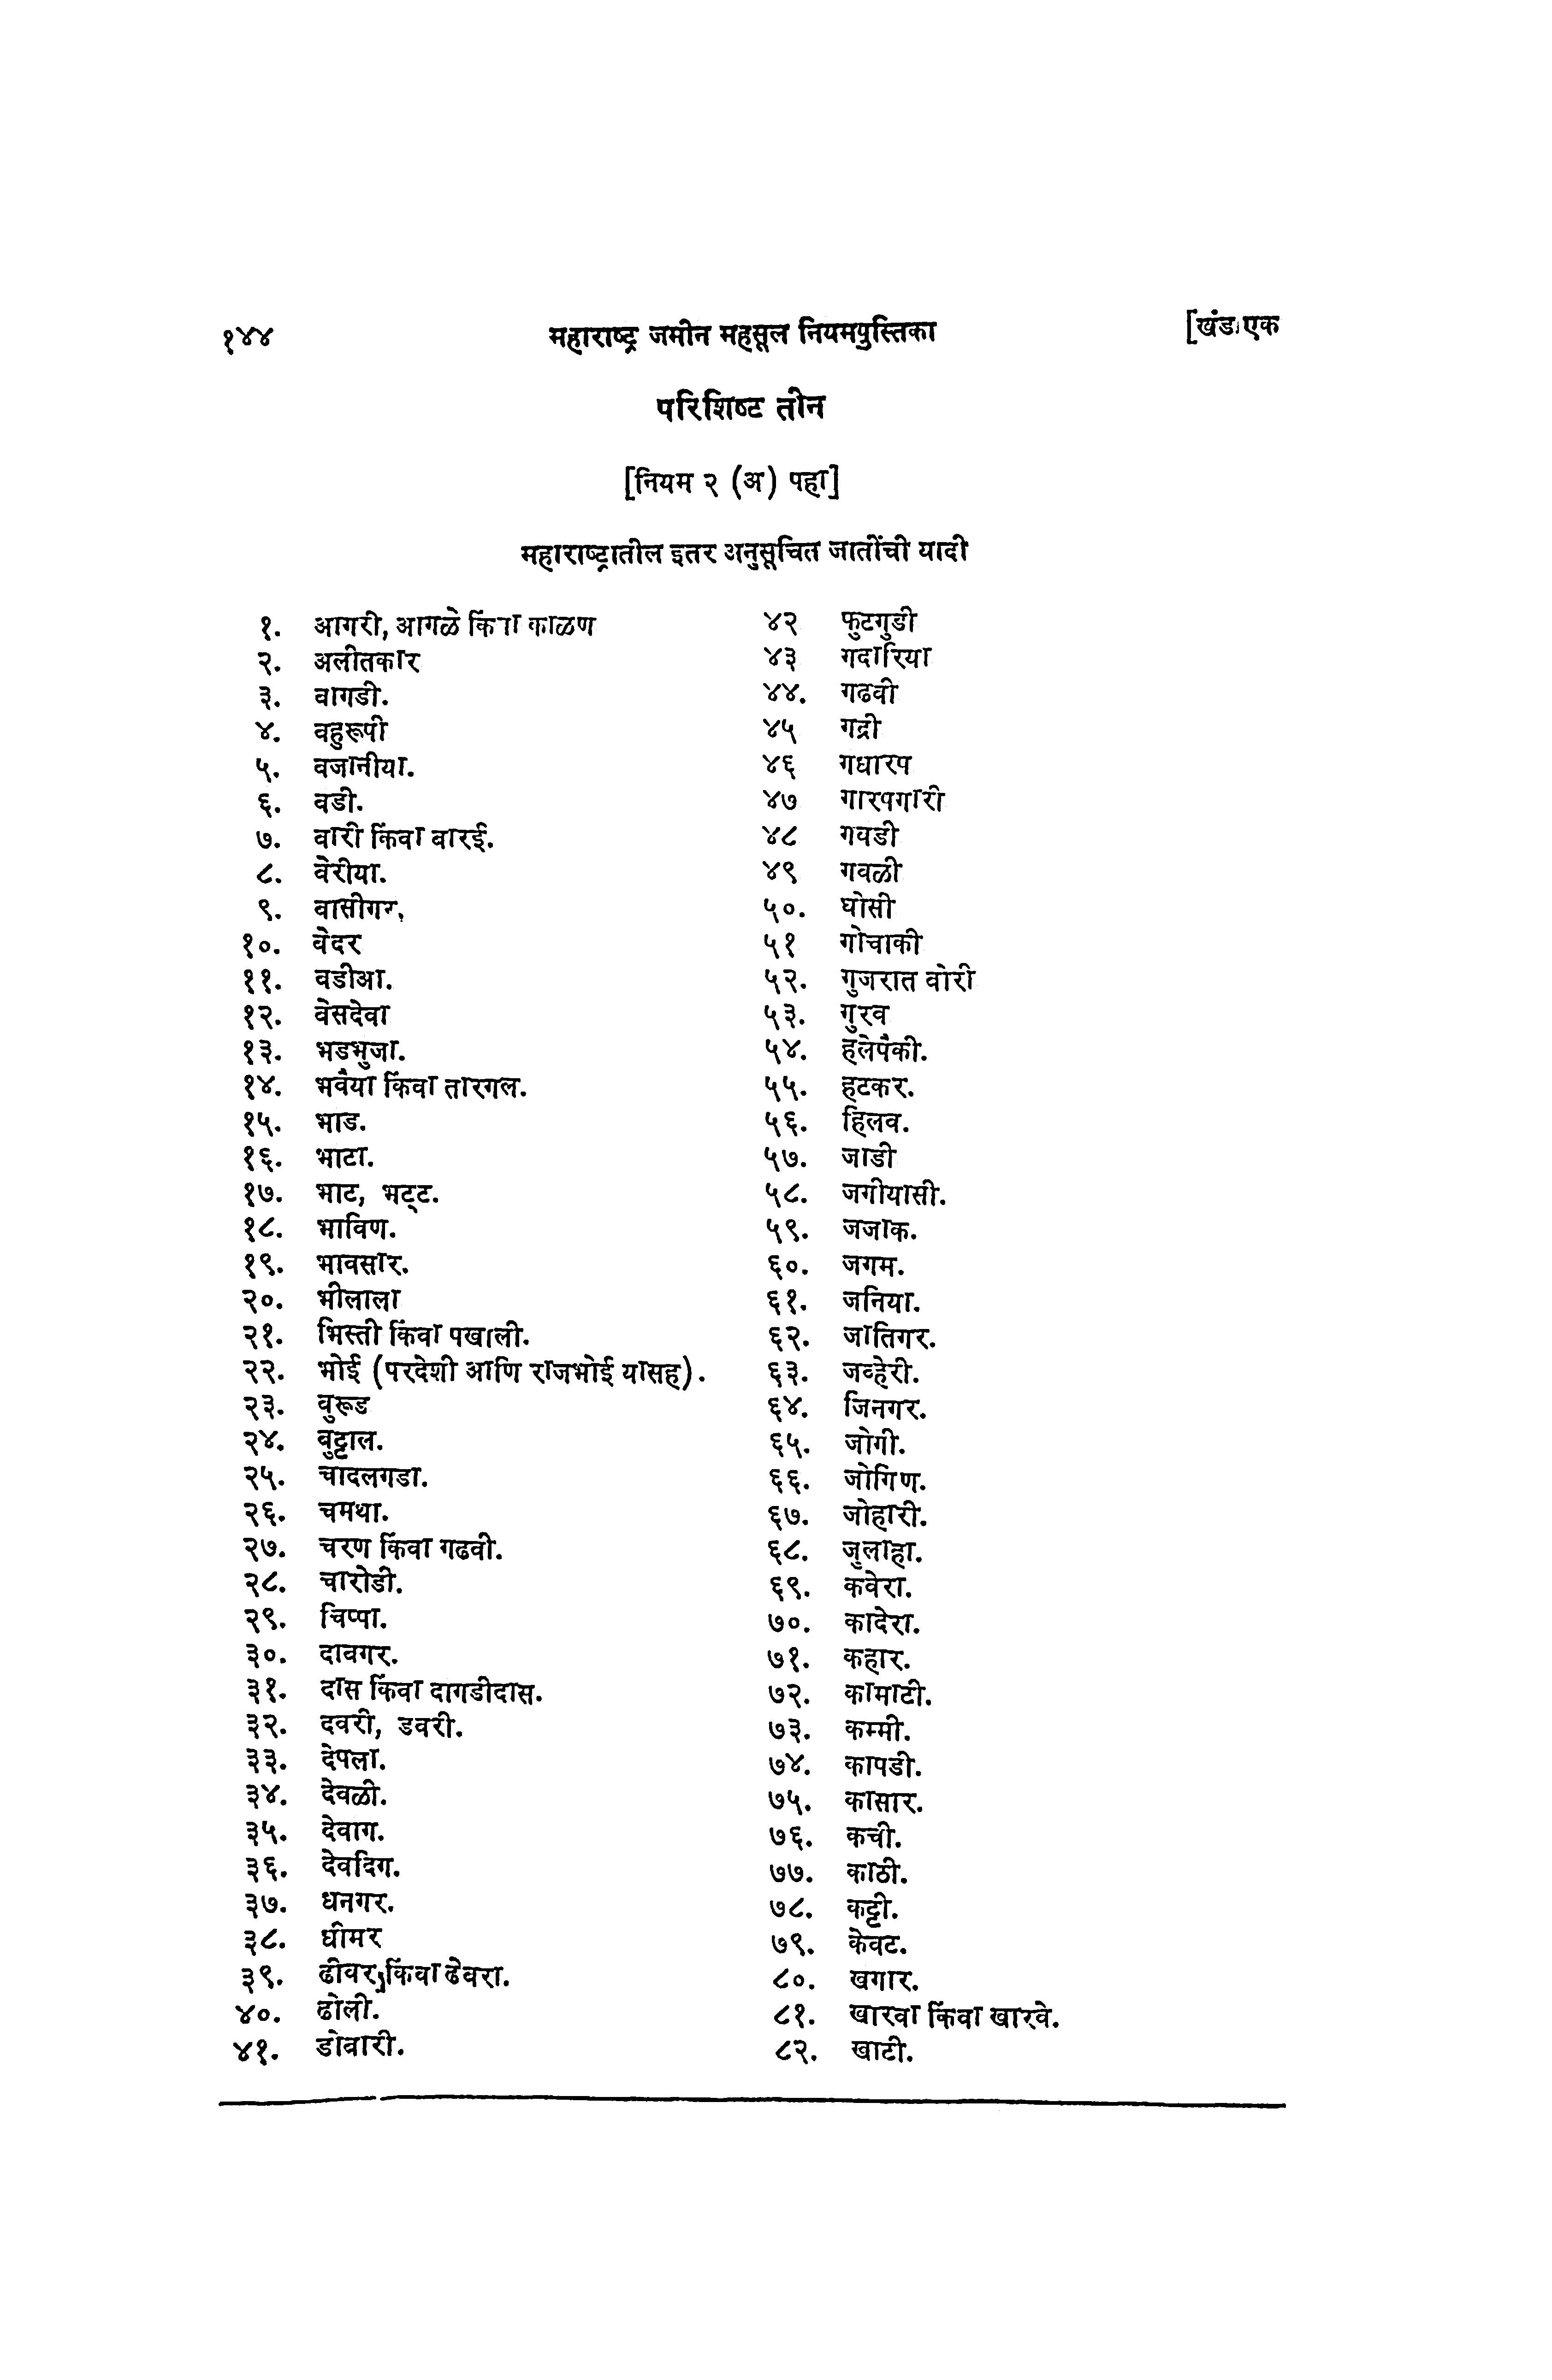 १४४ महाराष्ट्र जमीन महसूल नियमपुस्तिका [खंड एक
परिशिष्ट तीन
[नियम २ (अ) पहा]
महाराष्ट्रातील इतर अनुसूचित जातींची यादी
१. आगरी, आगळे किंवा काळण
२. अलीतकार
३. वागडी.
४. वहुरूपी
५. वजानीया.
६. वडी.
७. वारी किंवा वारई.
८. वेरीया.
९. वासीगर.
१०. वेदर
११. वडीआ.
१२. वेसदेवा
१३. भडभुजा.
१४. भवैया किंवा तारगल.
१५. भाड.
१६. भाटा.
१७. भाट, भट्ट.
१८. भाविण.
१९. भावसार.
२०. भीलाला
२१. भिस्ती किंवा पखाली.
२२. भोई (परदेशी आणि राजभोई यासह).
२३. वुरूड
२४. वुट्टाल.
२५. चादलगडा.
२६. चमथा.
२७. चरण किंवा गढवी.
२८. चारोडी.
२९. चिप्पा.
३०. दावगर.
३१. दास किंवा दागडीदास.
३२. दवरी, डवरी.
३३. देपला.
३४. देवळी.
३५. देवाग.
३६. देवदिग.
३७. धनगर.
३८. धीमर
३९. ढीवर, किंवा ढेवरा.
४०. ढोली.
४१. डोवारी.
४२ फुटगुडी
४३ गदारिया
४४. गढवी
४५ गद्री
४६ गधारप
४७ गारपगारी
४८ गवडी
४९ गवळी
५०. घोसी
५१ गोचाकी
५२. गुजरात वोरी
५३. गुरव
५४. हलेपैकी.
५५. हटकर.
५६. हिलव.
५७. जाडी
५८. जगीयासी.
५९. जजाक.
६०. जगम.
६१. जनिया.
६२. जातिगर.
६३. जव्हेरी.
६४. जिनगर.
६५. जोगी.
६६. जोगिण.
६७. जोहारी.
६८. जुलाहा.
६९. कवेरा.
७०. कादेरा.
७१. कहार.
७२. कामाटी.
७३. कम्मी.
७४. कापडी.
७५. कासार.
७६. कची.
७७. काठी.
७८. कट्टी.
७९. केवट.
८०. खगार.
८१. खारवा किंवा खारवे.
८२. खाटी.